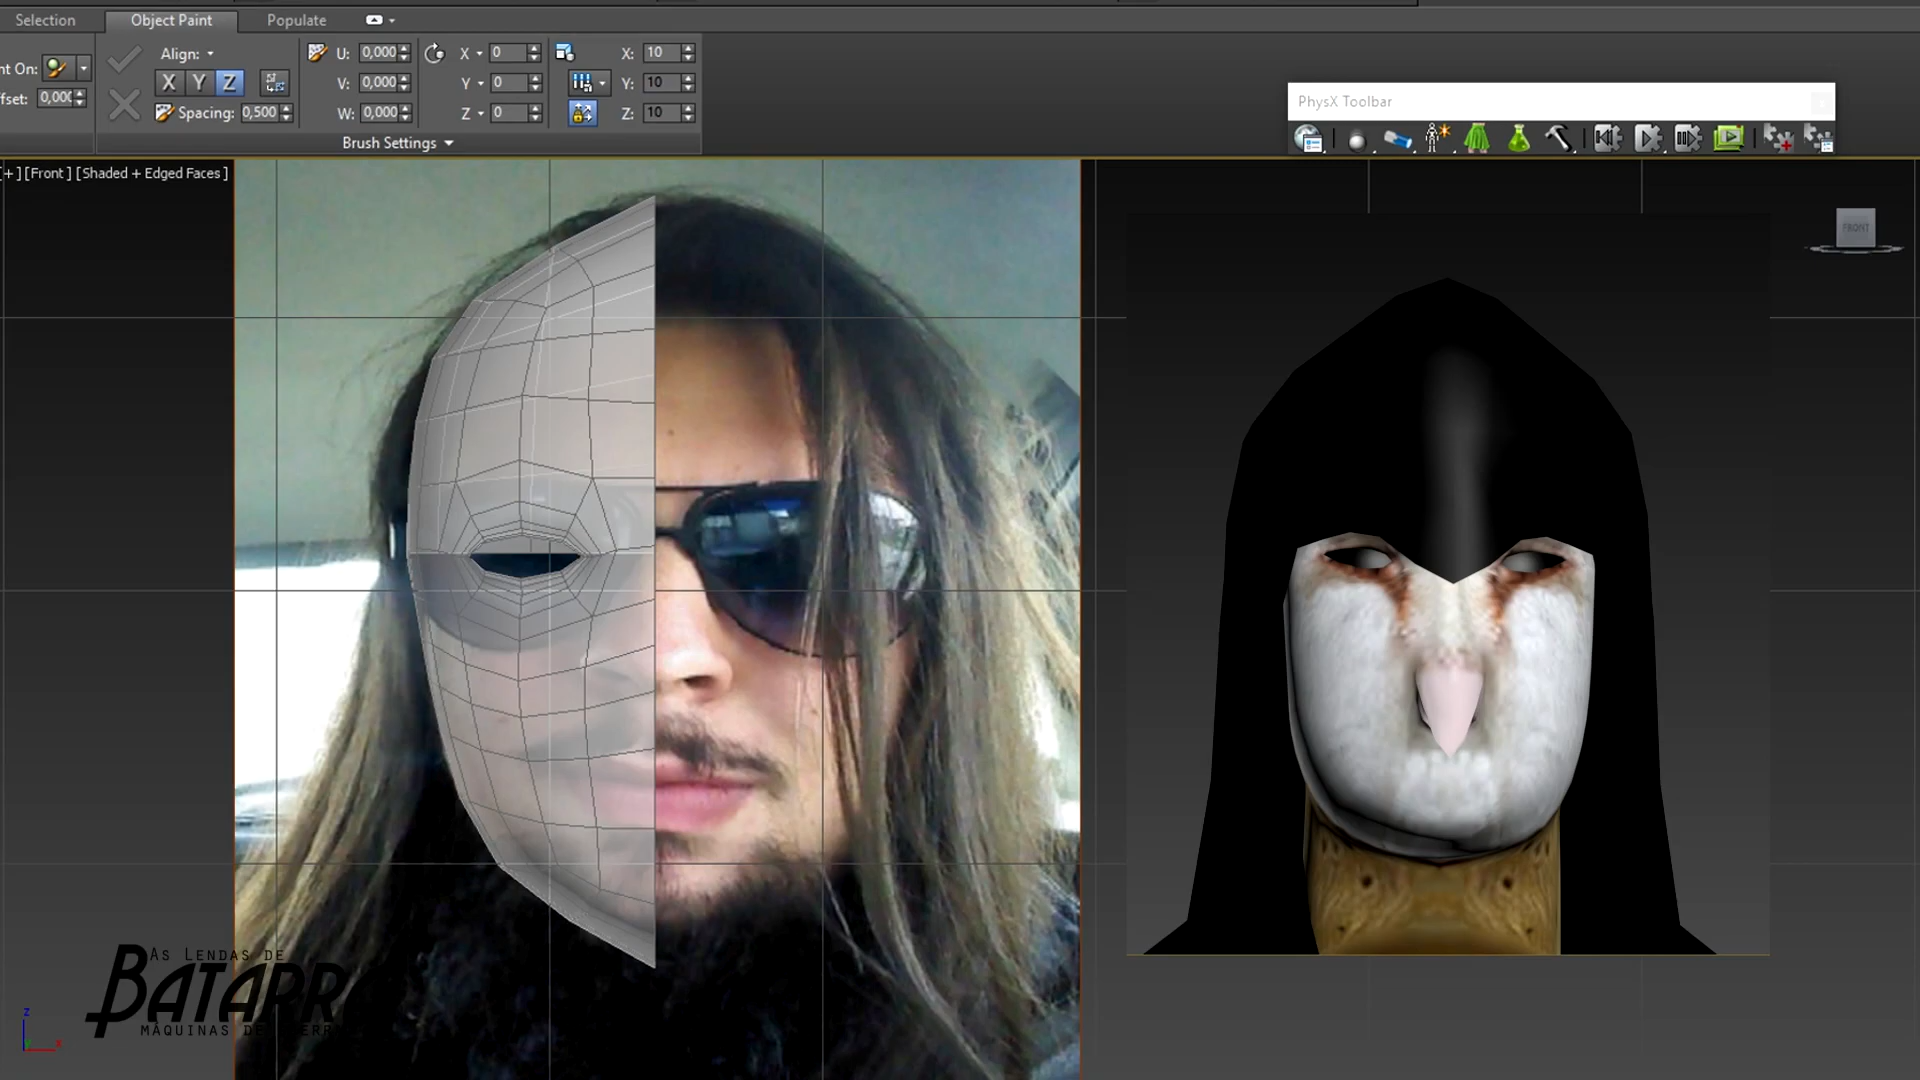 Selection
Object Paint
Populate
nt On:
fset: 0,000
Align:
X Y Z
Spacing: 0,500
U: 0,000
V: 0,000
W: 0,000
X 0
Y 0
Z 0
X: 10
Y: 10
Z: 10
Brush Settings
PhysX Toolbar
+ ] [Front ] [Shaded + Edged Faces ]
FRONT
As Lendas de
Batarra
Máquinas de
z
x